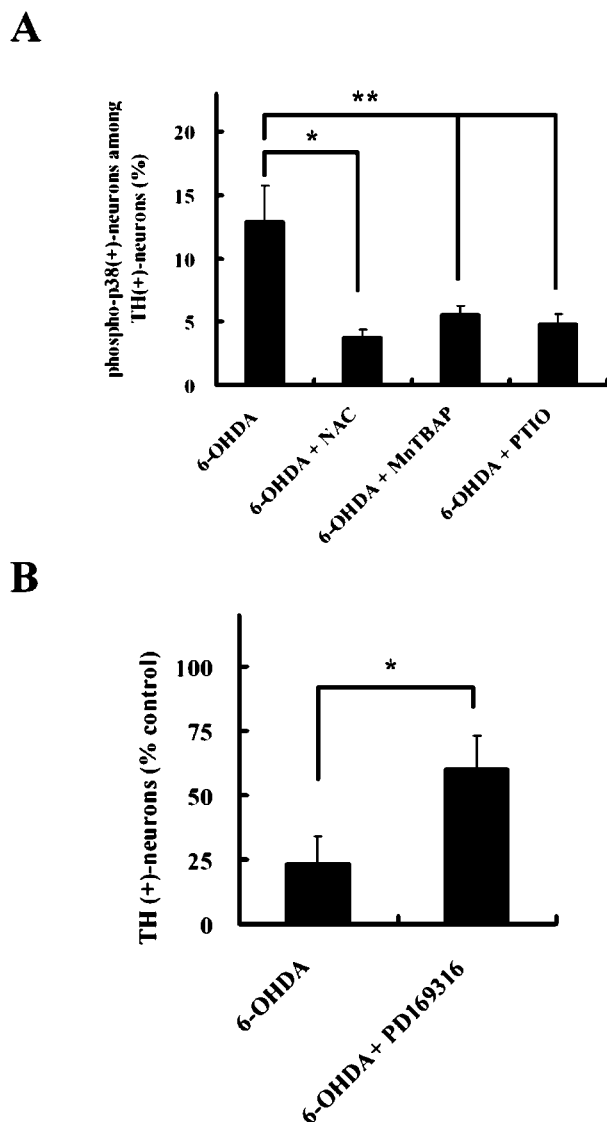 A
phospho-p38(+)-neurons among
TH(+)-neurons (%)
20
15
10
5
0
**
*
6-OHDA
6-OHDA + NAC
6-OHDA + MnTBAP
6-OHDA + PTIO
B
TH (+)-neurons (% control)
100
75
50
25
0
*
6-OHDA
6-OHDA+ PD169316